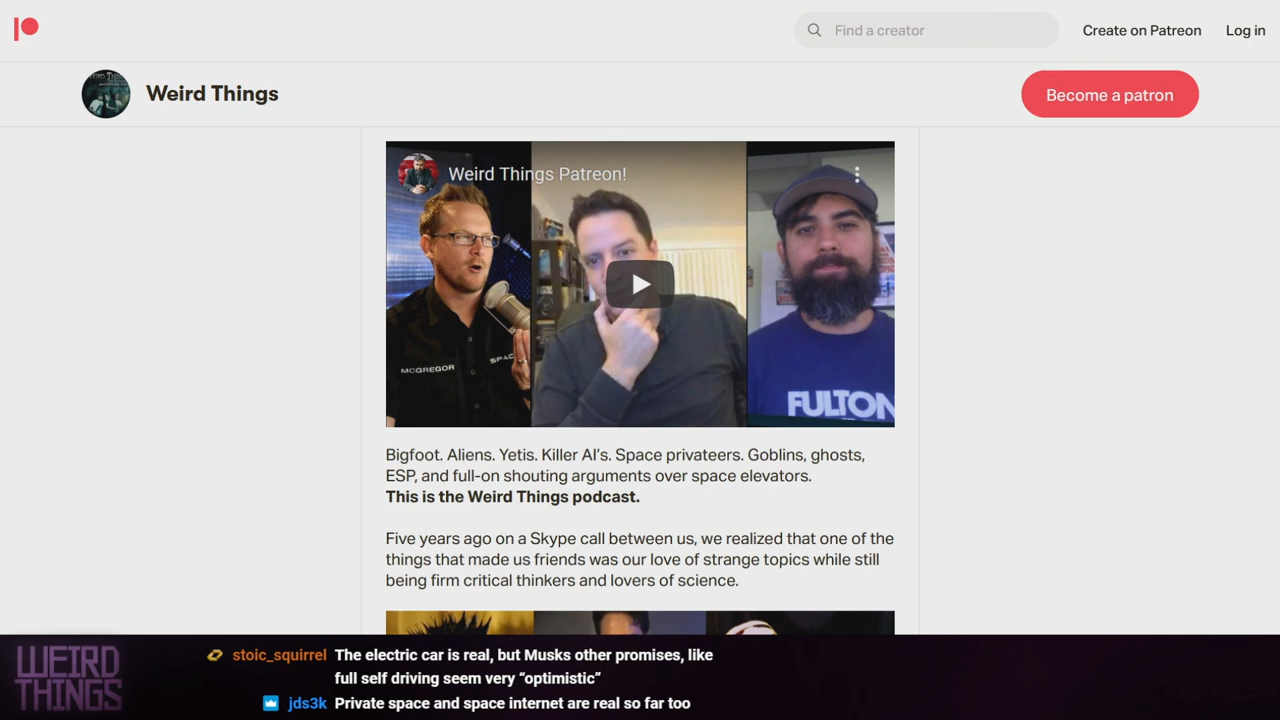 Find a creator
Create on Patreon
Log in
Weird Things
Become a patron
Weird Things Patreon!
MCGREGOR
SPAC
FULTON
Bigfoot. Aliens. Yetis. Killer AI's. Space privateers. Goblins, ghosts,
ESP, and full-on shouting arguments over space elevators.
This is the Weird Things podcast.
Five years ago on a Skype call between us, we realized that one of the
things that made us friends was our love of strange topics while still
being firm critical thinkers and lovers of science.
WEIRD
THINGS
stoic_squirrel The electric car is real, but Musks other promises, like
full self driving seem very “optimistic”
jds3k Private space and space internet are real so far too